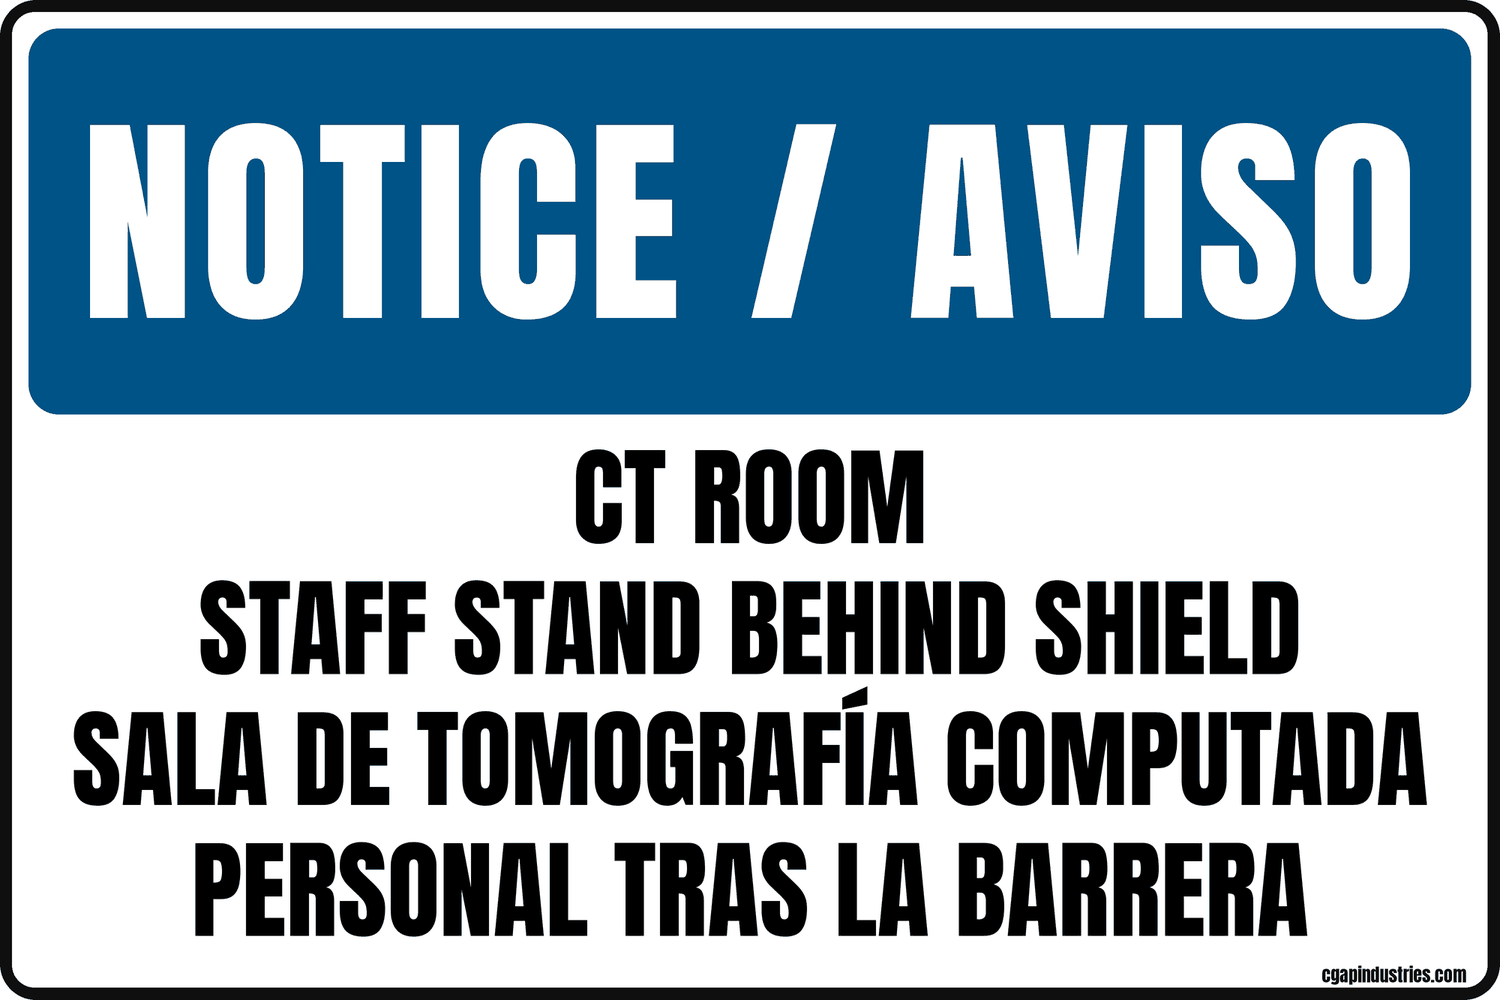 NOTICE / AVISO
CT ROOM
STAFF STAND BEHIND SHIELD
SALA DE TOMOGRAFÍA COMPUTADA
PERSONAL TRAS LA BARRERA
cgapindustries.com